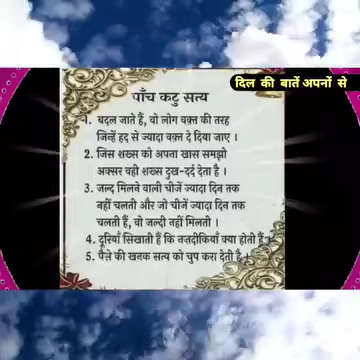 दिल की बातें अपनों से
पाँच कटु सत्य
1. बदल जाते हैं, वो लोग वक़्त की तरह
जिन्हें हद से ज्यादा वक़्त दे दिया जाए ।
2. जिस शख्स को अपना खास समझो
अक्सर वही शख्स दुख-दर्द देता है ।
3. जल्द मिलने वाली चीजें ज्यादा दिन तक
नहीं चलती और जो चीजें ज्यादा दिन तक
चलती हैं, वो जल्दी नहीं मिलती ।
4. दूरियाँ सिखाती हैं कि नज़दीकियाँ क्या होती हैं ।
5. पैसे की खनक सत्य को चुप करा देती है ।